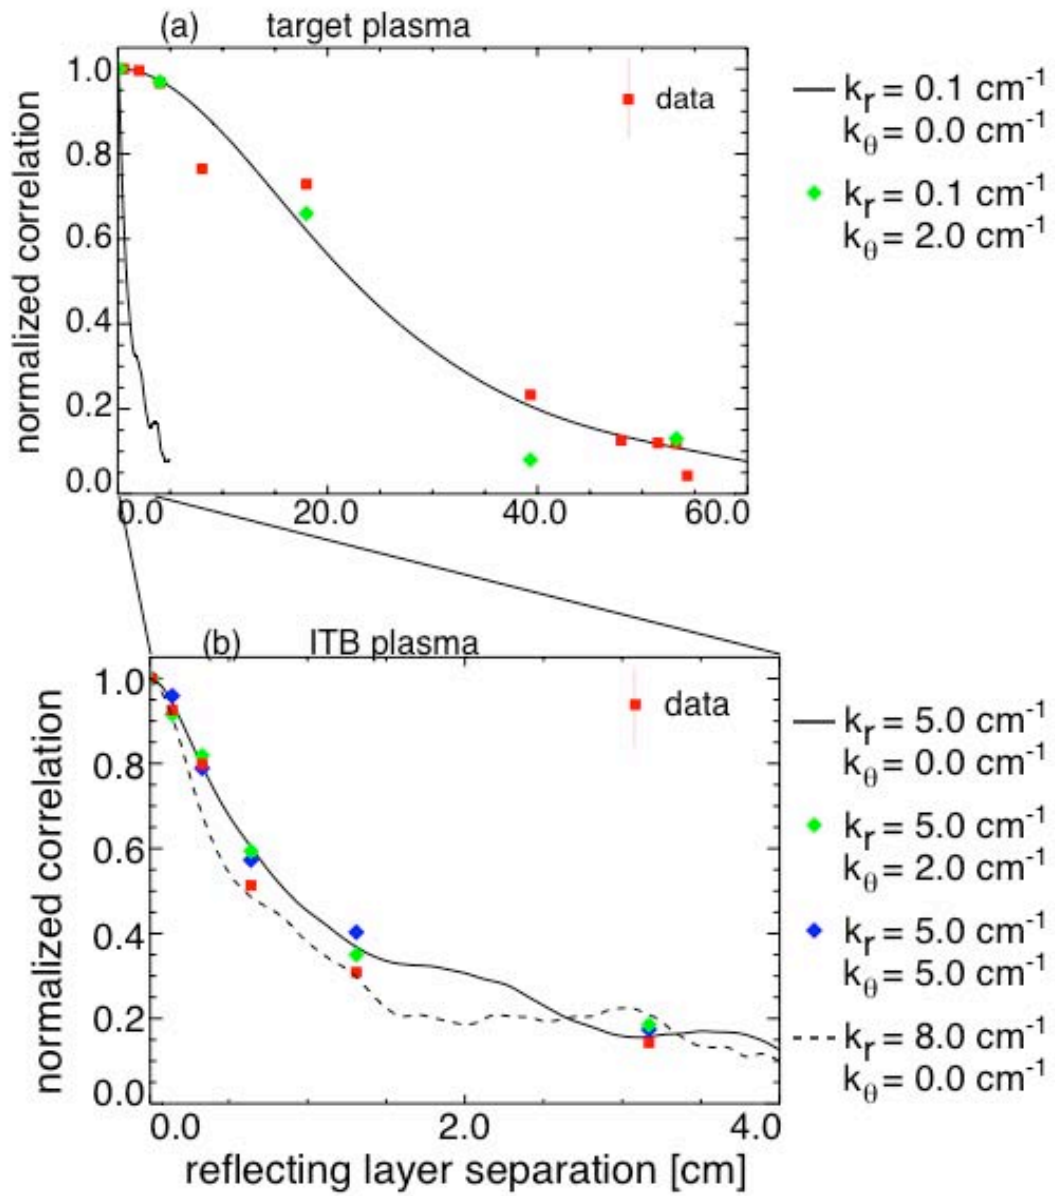 (a) target plasma
1.0
0.8
0.6
0.4
0.2
0.0
normalized correlation
data
0.0 20.0 40.0 60.0
k_r = 0.1 cm⁻¹
k_θ = 0.0 cm⁻¹
k_r = 0.1 cm⁻¹
k_θ = 2.0 cm⁻¹
(b) ITB plasma
1.0
0.8
0.6
0.4
0.2
0.0
normalized correlation
data
0.0 2.0 4.0
reflecting layer separation [cm]
k_r = 5.0 cm⁻¹
k_θ = 0.0 cm⁻¹
k_r = 5.0 cm⁻¹
k_θ = 2.0 cm⁻¹
k_r = 5.0 cm⁻¹
k_θ = 5.0 cm⁻¹
k_r = 8.0 cm⁻¹
k_θ = 0.0 cm⁻¹